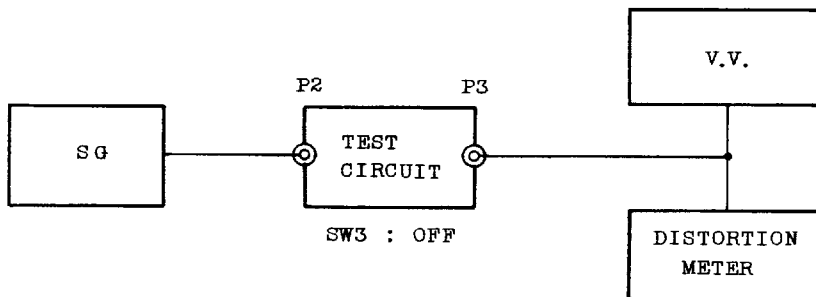 V.V.
P2
P3
SG
TEST
CIRCUIT
SW3 : OFF
DISTORTION
METER